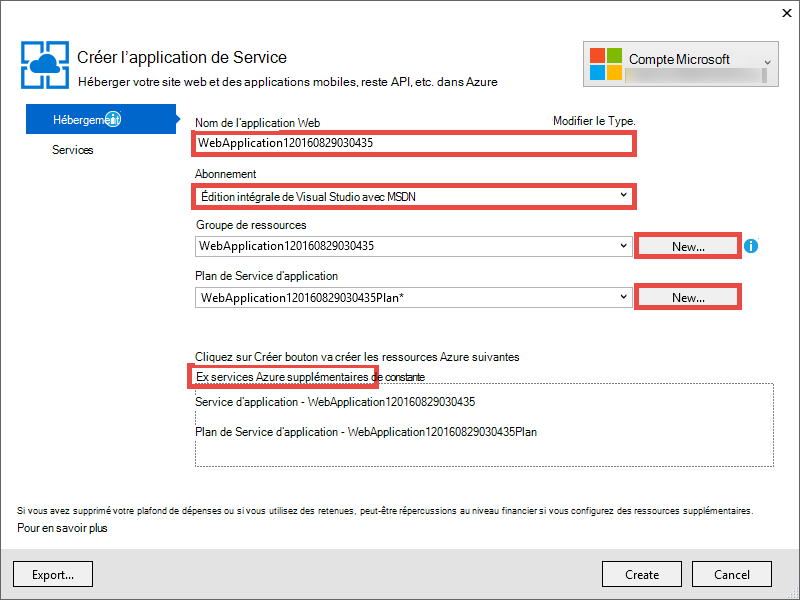 Créer l'application de Service
Héberger votre site web et des applications mobiles, reste API, etc. dans Azure
Compte Microsoft
Hébergement
Services
Nom de l'application Web
Modifier le Type.
WebApplication120160829030435
Abonnement
Édition intégrale de Visual Studio avec MSDN
Groupe de ressources
WebApplication120160829030435
New...
Plan de Service d'application
WebApplication120160829030435Plan*
New...
Cliquez sur Créer bouton va créer les ressources Azure suivantes
Ex services Azure supplémentaires de constante
Service d'application - WebApplication120160829030435
Plan de Service d'application - WebApplication120160829030435Plan
Si vous avez supprimé votre plafond de dépenses ou si vous utilisez des retenues, peut-être répercussions au niveau financier si vous configurez des ressources supplémentaires.
Pour en savoir plus
Export...
Create
Cancel